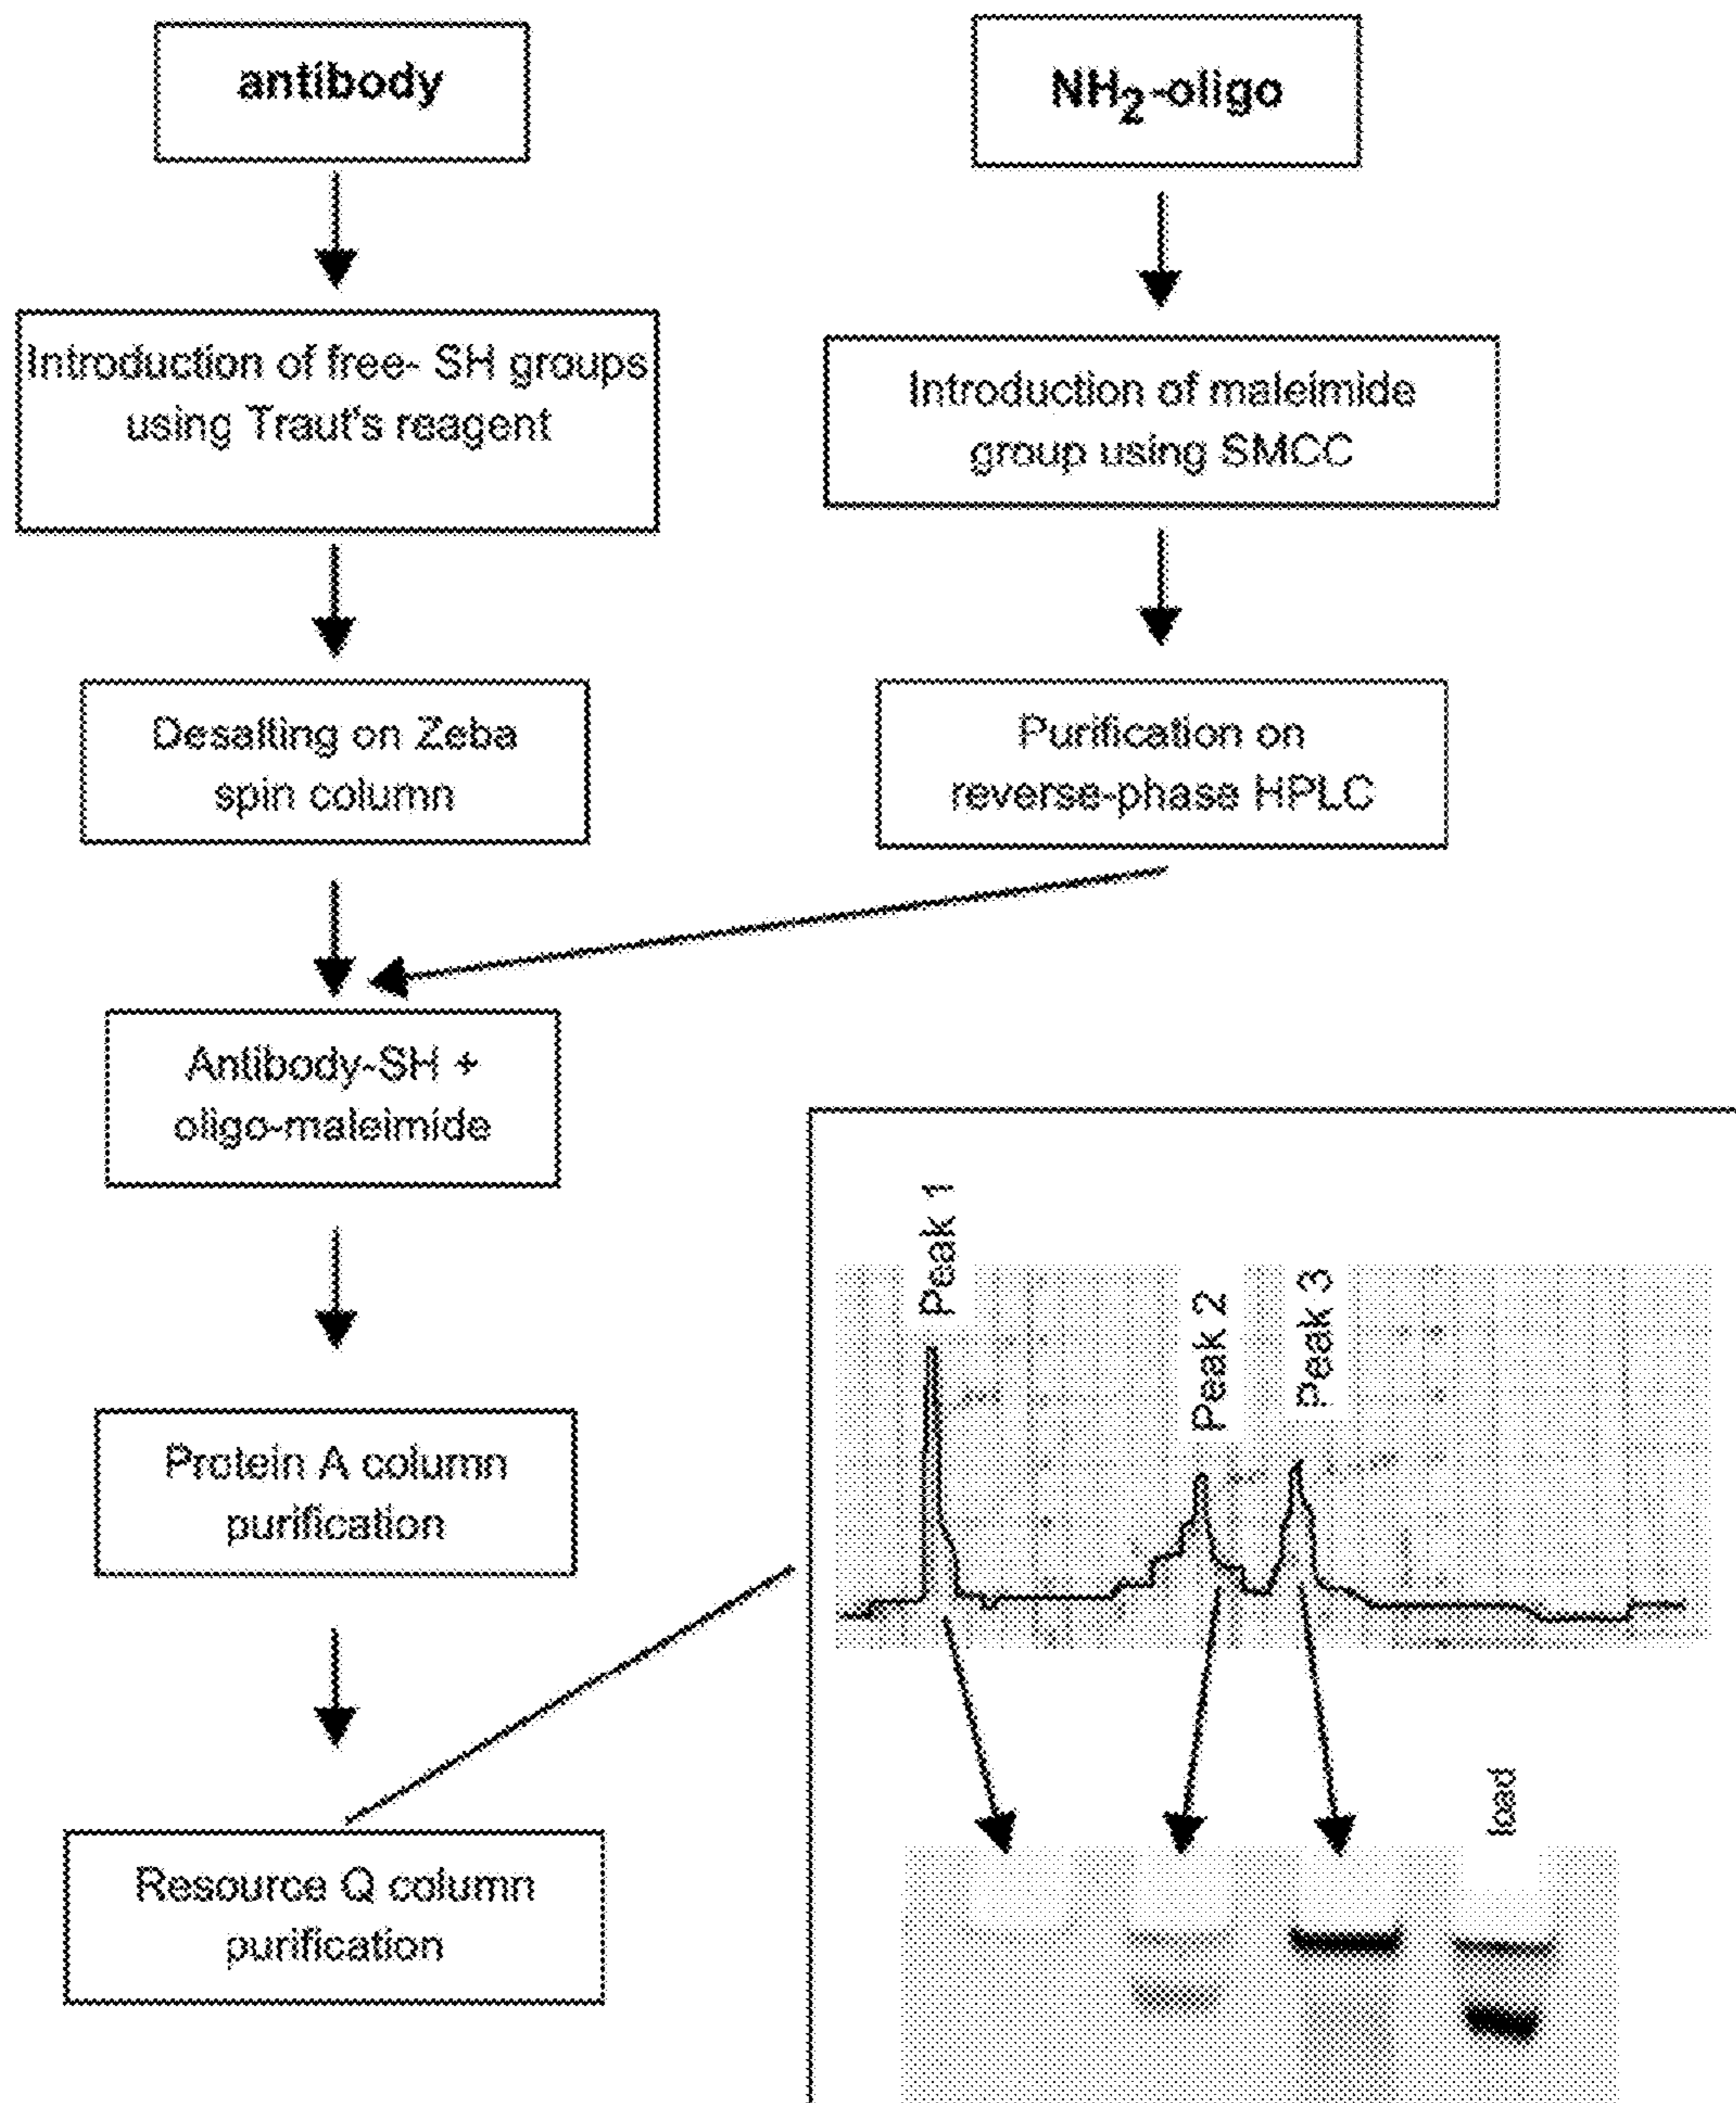 antibody
NH2-oligo
Introduction of free- SH groups
using Traut's reagent
Introduction of maleimide
group using SMCC
Desalting on Zeba
spin column
Purification on
reverse-phase HPLC
Antibody-SH +
oligo-maleimide
Protein A column
purification
Resource Q column
purification
Peak 1
Peak 2
Peak 3
load